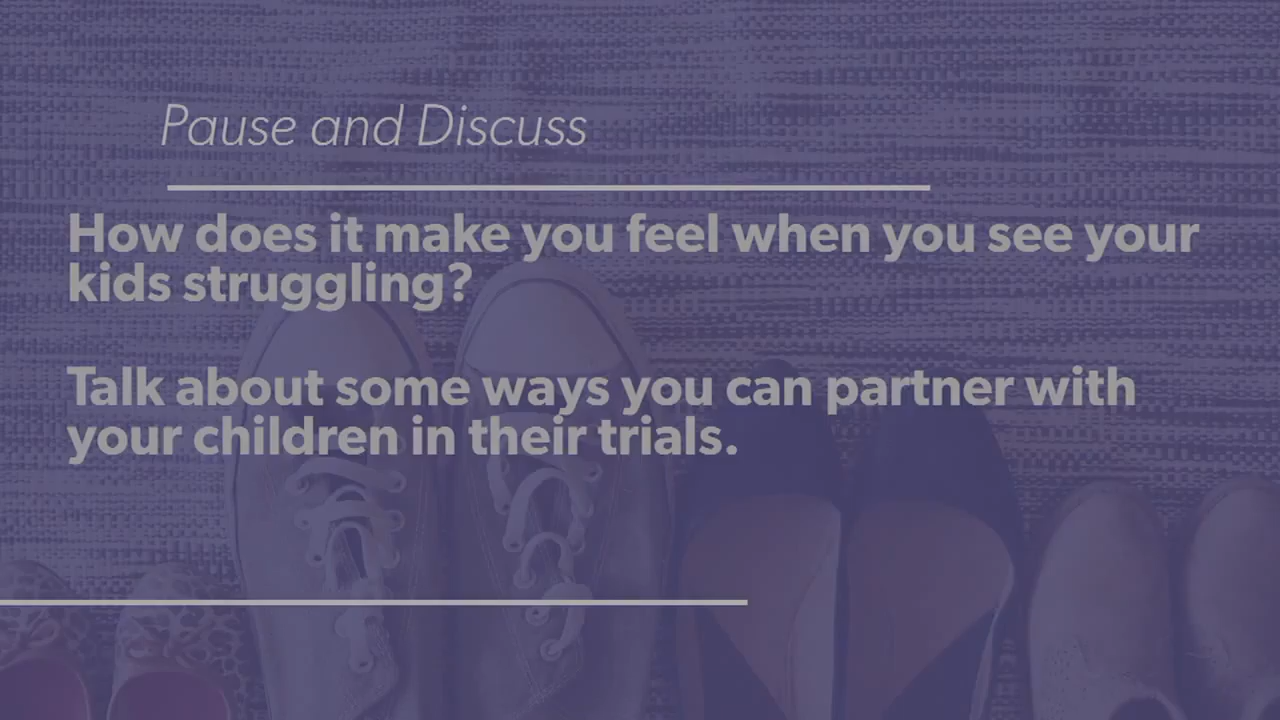 Pause and Discuss
How does it make you feel when you see your
kids struggling?
Talk about some ways you can partner with
your children in their trials.